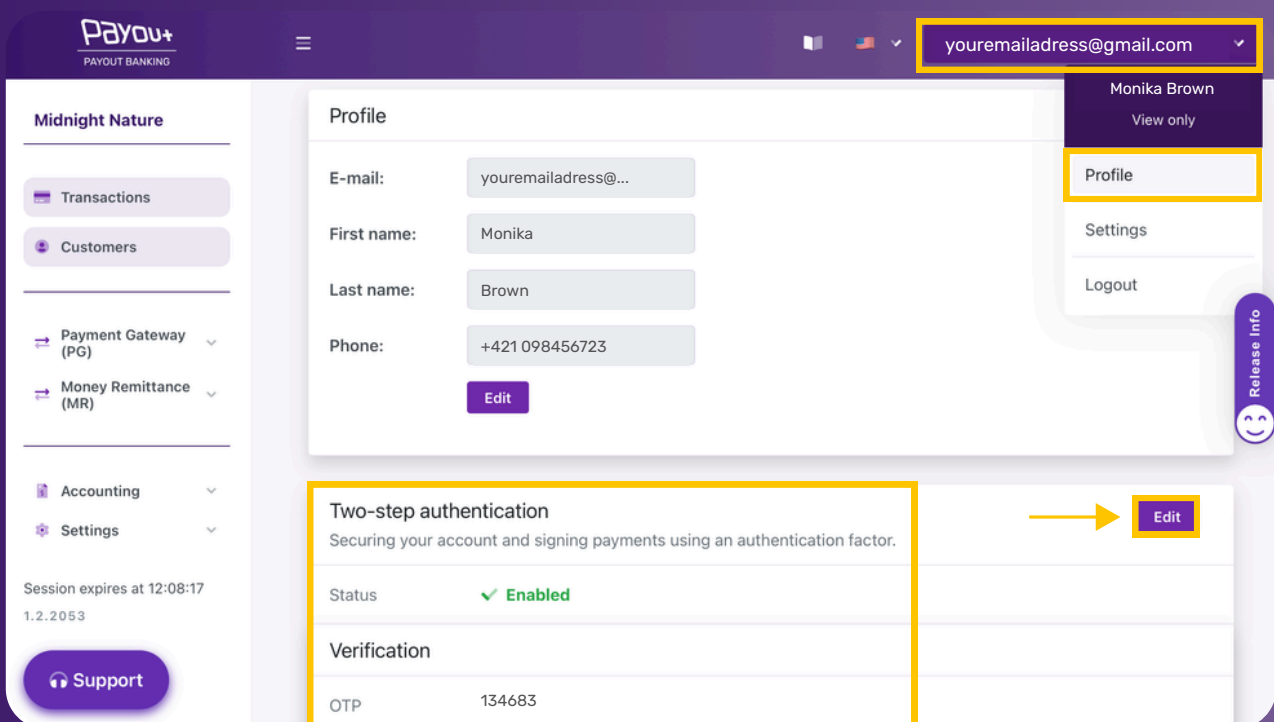 Payou+
PAYOUT BANKING
youremailadress@gmail.com
Monika Brown
View only
Profile
Settings
Logout
Midnight Nature
Transactions
Customers
Payment Gateway
(PG)
Money Remittance
(MR)
Accounting
Settings
Session expires at 12:08:17
1.2.2053
Support
Profile
E-mail:
youremailadress@...
First name:
Monika
Last name:
Brown
Phone:
+421 098456723
Edit
Release Info
Two-step authentication
Securing your account and signing payments using an authentication factor.
Edit
Status
Enabled
Verification
OTP
134683